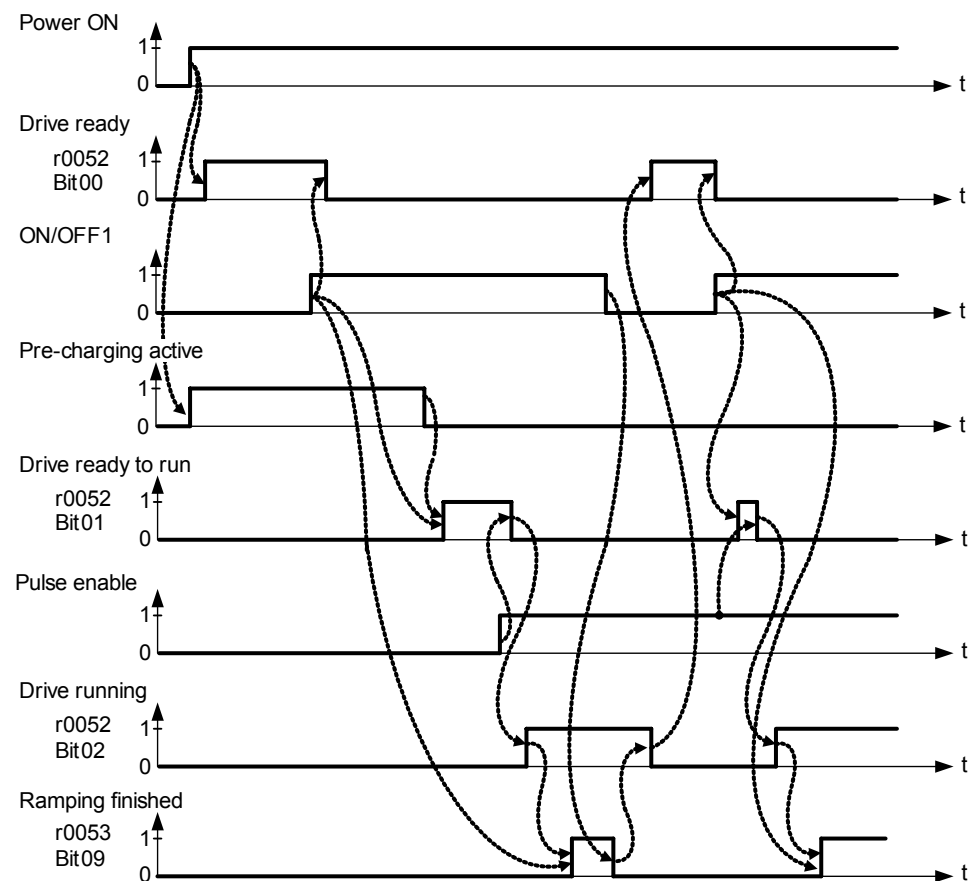 Power ON
1
0
t
Drive ready
r0052
Bit00
1
0
t
ON/OFF1
1
0
t
Pre-charging active
1
0
t
Drive ready to run
r0052
Bit01
1
0
t
Pulse enable
1
0
t
Drive running
r0052
Bit02
1
0
t
Ramping finished
r0053
Bit09
1
0
t